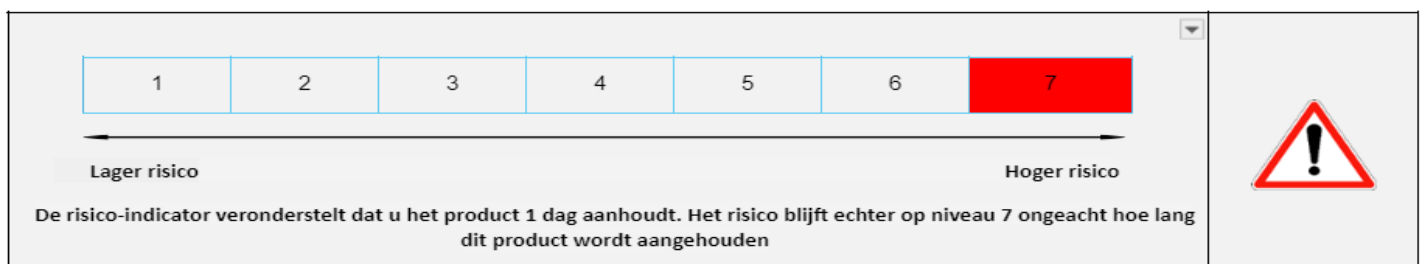 1 2 3 4 5 6 7
Lager risico Hoger risico
De risico-indicator veronderstelt dat u het product 1 dag aanhoudt. Het risico blijft echter op niveau 7 ongeacht hoe lang
dit product wordt aangehouden